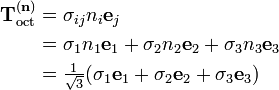 T_oct^(n) = σ_ij n_i e_j
= σ_1 n_1 e_1 + σ_2 n_2 e_2 + σ_3 n_3 e_3
= 1/√3 (σ_1 e_1 + σ_2 e_2 + σ_3 e_3)